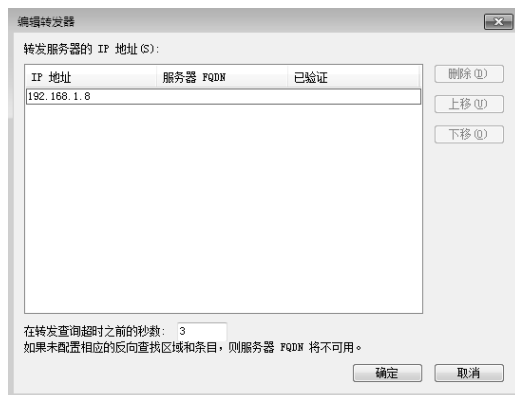 编辑转发器
转发服务器的 IP 地址(S):
IP 地址 服务器 FQDN 已验证
192.168.1.8
删除(D)
上移(U)
下移(O)
在转发查询超时之前的秒数: 3
如果未配置相应的反向查找区域和条目，则服务器 FQDN 将不可用。
确定 取消